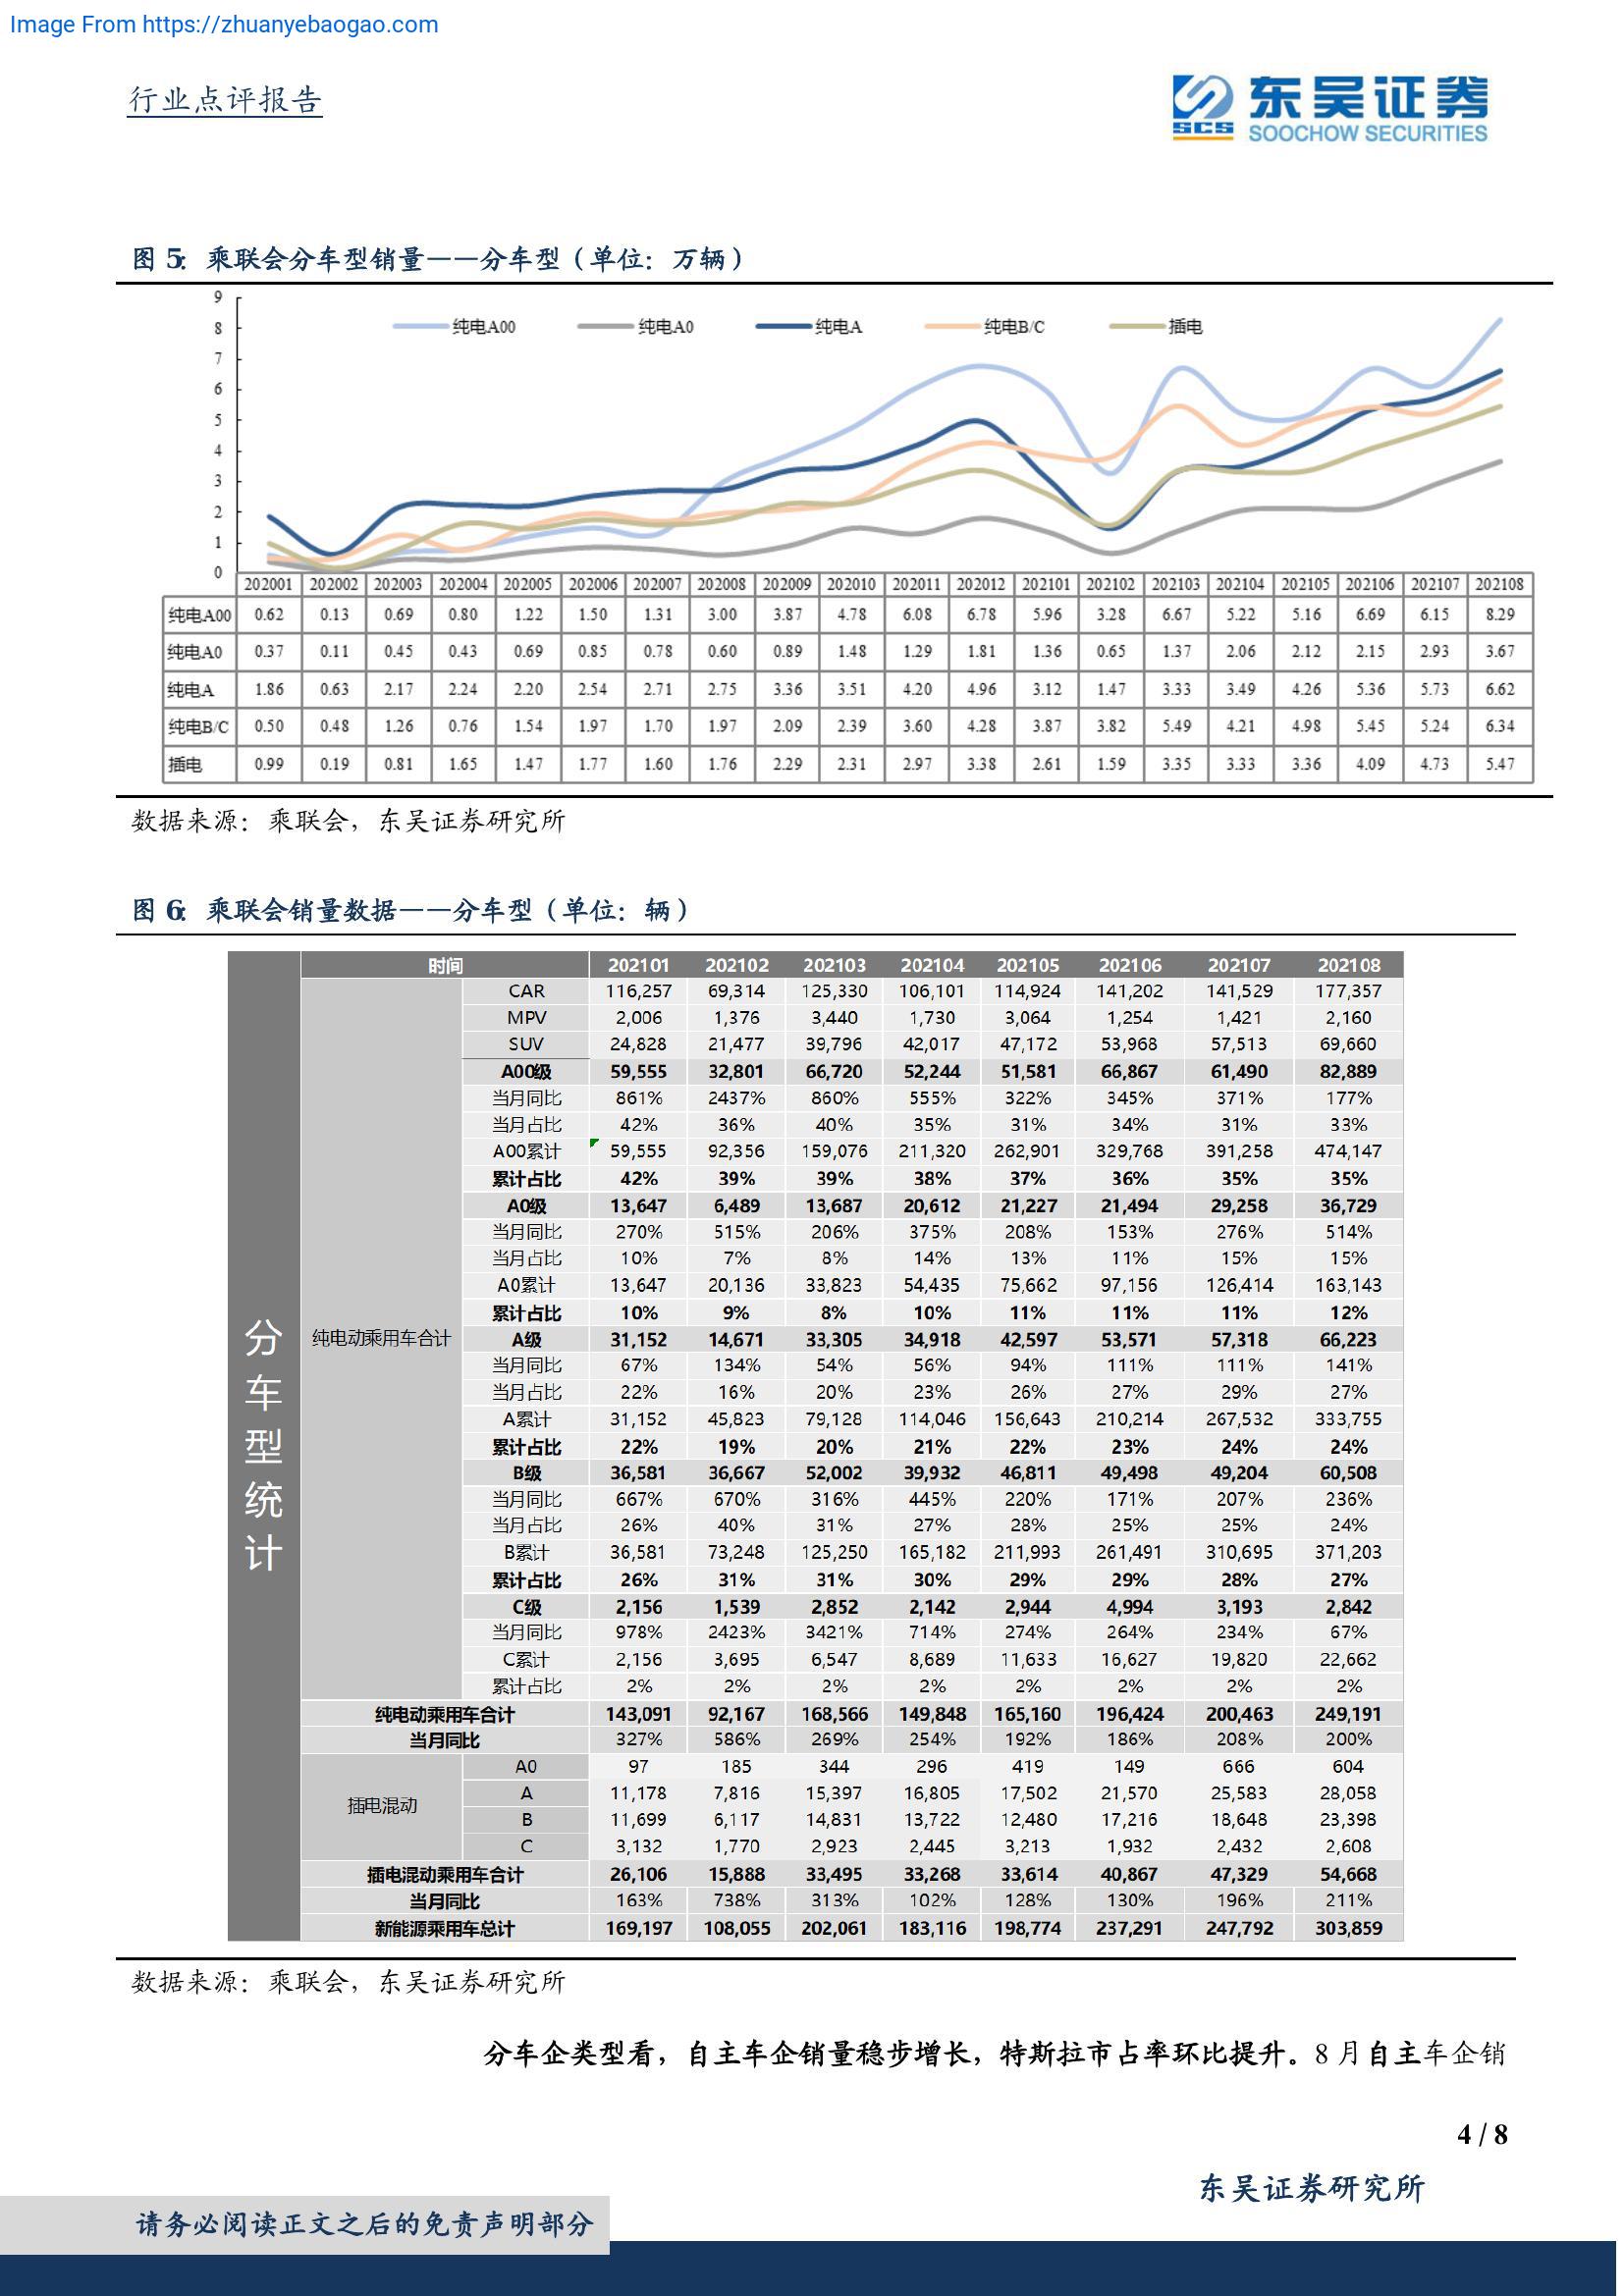 Image From https://zhuanyebaogao.com
行业点评报告
SCS
东吴证券
SOOCHOW SECURITIES
图 5: 乘联会分车型销量——分车型（单位：万辆）
9
8
7
6
5
4
3
2
1
0
纯电A00 纯电A0 纯电A 纯电B/C 插电
202001 202002 202003 202004 202005 202006 202007 202008 202009 202010 202011 202012 202101 202102 202103 202104 202105 202106 202107 202108
纯电A00 0.62 0.13 0.69 0.80 1.22 1.50 1.31 3.00 3.87 4.78 6.08 6.78 5.96 3.28 6.67 5.22 5.16 6.69 6.15 8.29
纯电A0 0.37 0.11 0.45 0.43 0.69 0.85 0.78 0.60 0.89 1.48 1.29 1.81 1.36 0.65 1.37 2.06 2.12 2.15 2.93 3.67
纯电A 1.86 0.63 2.17 2.24 2.20 2.54 2.71 2.75 3.36 3.51 4.20 4.96 3.12 1.47 3.33 3.49 4.26 5.36 5.73 6.62
纯电B/C 0.50 0.48 1.26 0.76 1.54 1.97 1.70 1.97 2.09 2.39 3.60 4.28 3.87 3.82 5.49 4.21 4.98 5.45 5.24 6.34
插电 0.99 0.19 0.81 1.65 1.47 1.77 1.60 1.76 2.29 2.31 2.97 3.38 2.61 1.59 3.35 3.33 3.36 4.09 4.73 5.47
数据来源：乘联会，东吴证券研究所
图 6: 乘联会销量数据——分车型（单位：辆）
分车型统计
时间 202101 202102 202103 202104 202105 202106 202107 202108
纯电动乘用车合计
CAR 116,257 69,314 125,330 106,101 114,924 141,202 141,529 177,357
MPV 2,006 1,376 3,440 1,730 3,064 1,254 1,421 2,160
SUV 24,828 21,477 39,796 42,017 47,172 53,968 57,513 69,660
A00级 59,555 32,801 66,720 52,244 51,581 66,867 61,490 82,889
当月同比 861% 2437% 860% 555% 322% 345% 371% 177%
当月占比 42% 36% 40% 35% 31% 34% 31% 33%
A00累计 59,555 92,356 159,076 211,320 262,901 329,768 391,258 474,147
累计占比 42% 39% 39% 38% 37% 36% 35% 35%
A0级 13,647 6,489 13,687 20,612 21,227 21,494 29,258 36,729
当月同比 270% 515% 206% 375% 208% 153% 276% 514%
当月占比 10% 7% 8% 14% 13% 11% 15% 15%
A0累计 13,647 20,136 33,823 54,435 75,662 97,156 126,414 163,143
累计占比 10% 9% 8% 10% 11% 11% 11% 12%
A级 31,152 14,671 33,305 34,918 42,597 53,571 57,318 66,223
当月同比 67% 134% 54% 56% 94% 111% 111% 141%
当月占比 22% 16% 20% 23% 26% 27% 29% 27%
A累计 31,152 45,823 79,128 114,046 156,643 210,214 267,532 333,755
累计占比 22% 19% 20% 21% 22% 23% 24% 24%
B级 36,581 36,667 52,002 39,932 46,811 49,498 49,204 60,508
当月同比 667% 670% 316% 445% 220% 171% 207% 236%
当月占比 26% 40% 31% 27% 28% 25% 25% 24%
B累计 36,581 73,248 125,250 165,182 211,993 261,491 310,695 371,203
累计占比 26% 31% 31% 30% 29% 29% 28% 27%
C级 2,156 1,539 2,852 2,142 2,944 4,994 3,193 2,842
当月同比 978% 2423% 3421% 714% 274% 264% 234% 67%
C累计 2,156 3,695 6,547 8,689 11,633 16,627 19,820 22,662
累计占比 2% 2% 2% 2% 2% 2% 2% 2%
纯电动乘用车合计 143,091 92,167 168,566 149,848 165,160 196,424 200,463 249,191
当月同比 327% 586% 269% 254% 192% 186% 208% 200%
插电混动
A0 97 185 344 296 419 149 666 604
A 11,178 7,816 15,397 16,805 17,502 21,570 25,583 28,058
B 11,699 6,117 14,831 13,722 12,480 17,216 18,648 23,398
C 3,132 1,770 2,923 2,445 3,213 1,932 2,432 2,608
插电混动乘用车合计 26,106 15,888 33,495 33,268 33,614 40,867 47,329 54,668
当月同比 163% 738% 313% 102% 128% 130% 196% 211%
新能源乘用车总计 169,197 108,055 202,061 183,116 198,774 237,291 247,792 303,859
数据来源：乘联会，东吴证券研究所
分车企类型看，自主车企销量稳步增长，特斯拉市占率环比提升。8 月自主车企销
4 / 8
东吴证券研究所
请务必阅读正文之后的免责声明部分